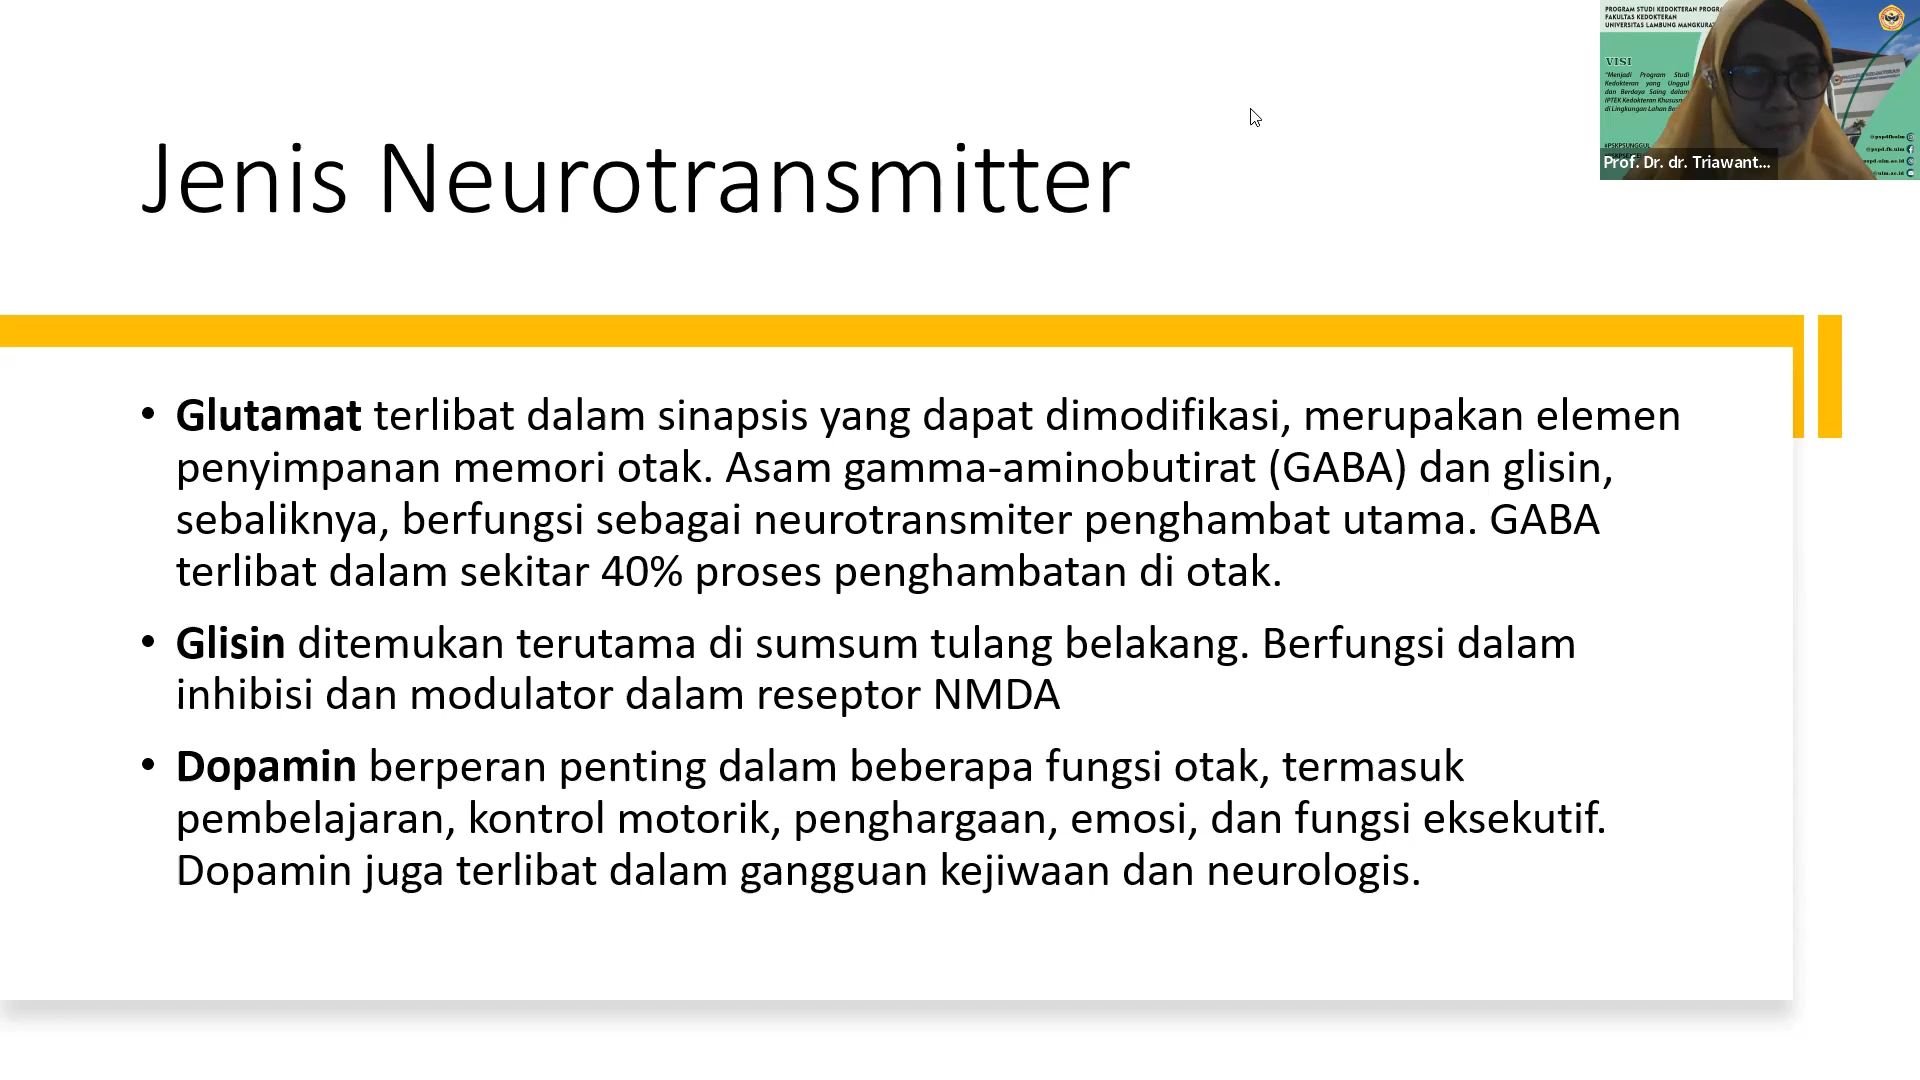 Jenis Neurotransmitter
• Glutamat terlibat dalam sinapsis yang dapat dimodifikasi, merupakan elemen
penyimpanan memori otak. Asam gamma-aminobutirat (GABA) dan glisin,
sebaliknya, berfungsi sebagai neurotransmiter penghambat utama. GABA
terlibat dalam sekitar 40% proses penghambatan di otak.
• Glisin ditemukan terutama di sumsum tulang belakang. Berfungsi dalam
inhibisi dan modulator dalam reseptor NMDA
• Dopamin berperan penting dalam beberapa fungsi otak, termasuk
pembelajaran, kontrol motorik, penghargaan, emosi, dan fungsi eksekutif.
Dopamin juga terlibat dalam gangguan kejiwaan dan neurologis.
PROGRAM STUDI KEDOKTERAN
FAKULTAS KEDOKTERAN
UNIVERSITAS LAMBUNG
VISI
"Menjadi Program Studi
Kedokteran yang Unggul
dan Berdaya Saing dalam
IPTEK Kedokteran
di Lingkungan Lahan
Prof. Dr. dr. Triawant...